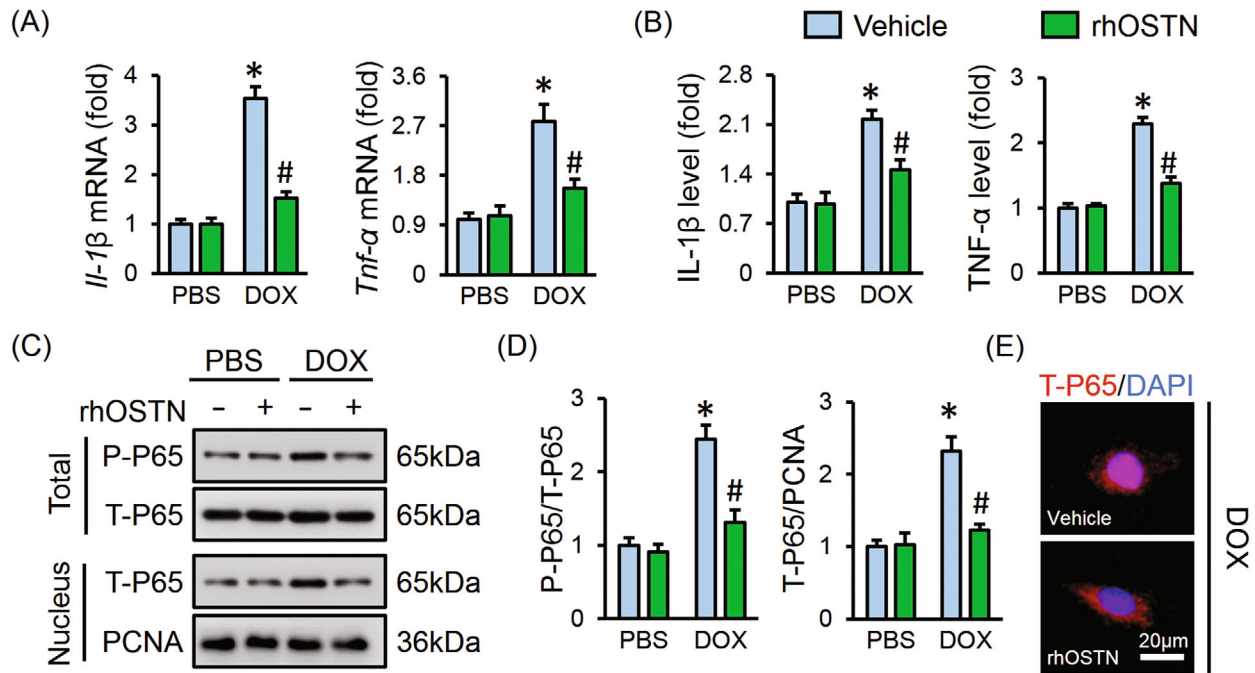 (A)
Il-1β mRNA (fold)
4
3
2
1
0
*
#
PBS DOX
Tnf-α mRNA (fold)
3.6
2.7
1.8
0.9
0
*
#
PBS DOX
(B)
Vehicle rhOSTN
IL-1β level (fold)
2.8
2.1
1.4
0.7
0
*
#
PBS DOX
TNF-α level (fold)
3
2
1
0
*
#
PBS DOX
(C)
PBS DOX
rhOSTN − + − +
Total
P-P65 65kDa
T-P65 65kDa
Nucleus
T-P65 65kDa
PCNA 36kDa
(D)
P-P65/T-P65
3
2
1
0
*
#
PBS DOX
T-P65/PCNA
3
2
1
0
*
#
PBS DOX
(E)
T-P65/DAPI
Vehicle
rhOSTN
20μm
DOX